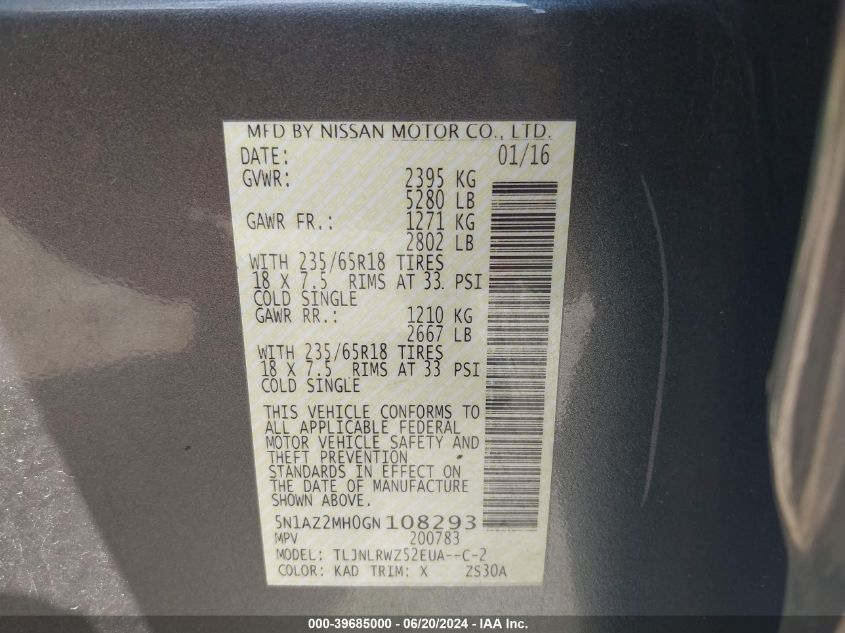 MFD BY NISSAN MOTOR CO., LTD.
DATE: 01/16
GVWR: 2395 KG
5280 LB
GAWR FR.: 1271 KG
2802 LB
WITH 235/65R18 TIRES
18 X 7.5 RIMS AT 33 PSI
COLD SINGLE
GAWR RR.: 1210 KG
2667 LB
WITH 235/65R18 TIRES
18 X 7.5 RIMS AT 33 PSI
COLD SINGLE
THIS VEHICLE CONFORMS TO
ALL APPLICABLE FEDERAL
MOTOR VEHICLE SAFETY AND
THEFT PREVENTION
STANDARDS IN EFFECT ON
THE DATE OF MANUFACTURE
SHOWN ABOVE.
5N1AZ2MH0GN108293
MPV 200783
MODEL: TLJNLRWZ52EUA--C-2
COLOR: KAD TRIM: X ZS30A
000-39685000 - 06/20/2024 - IAA Inc.